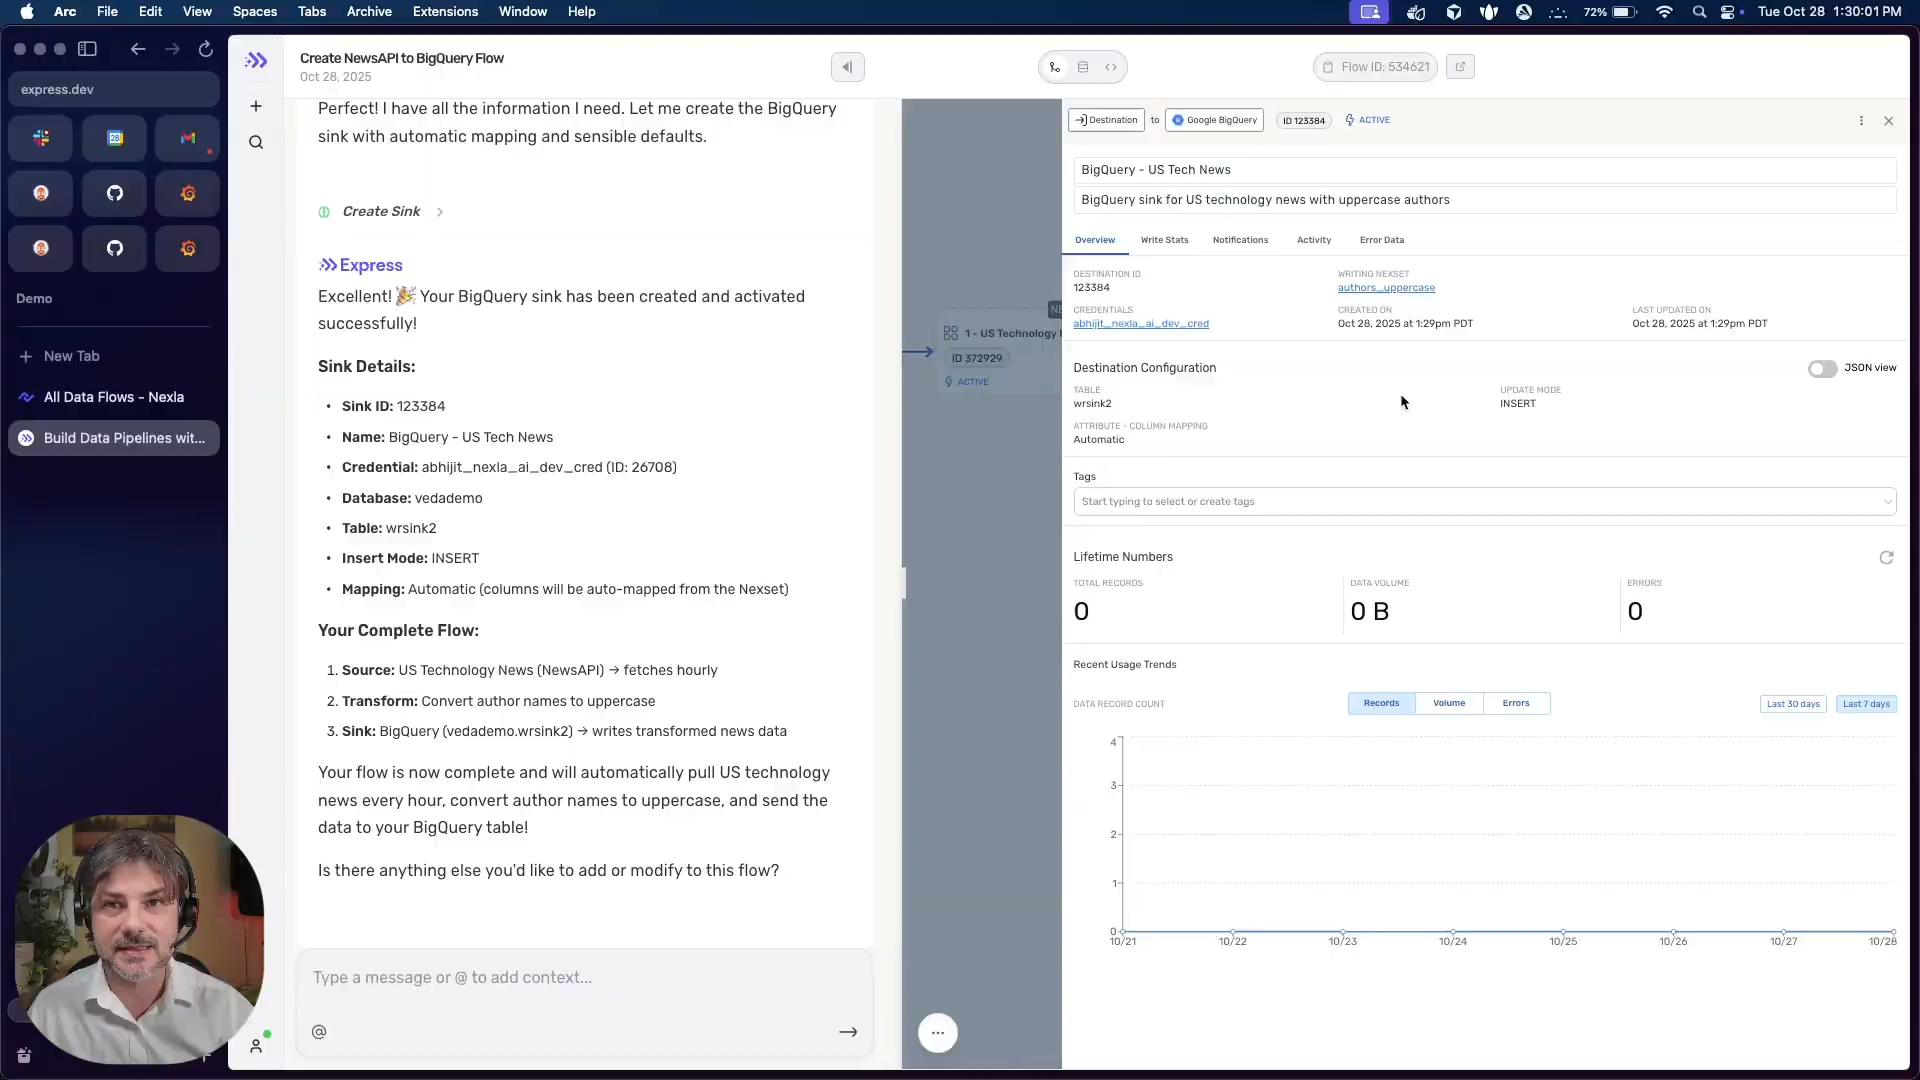 Arc File Edit View Spaces Tabs Archive Extensions Window Help
72% Tue Oct 28 1:30:01 PM
express.dev
28
Demo
New Tab
All Data Flows - Nexla
Build Data Pipelines wit...
Create NewsAPI to BigQuery Flow
Oct 28, 2025
Flow ID: 534621
Perfect! I have all the information I need. Let me create the BigQuery
sink with automatic mapping and sensible defaults.
Create Sink
Express
Excellent! 🎉 Your BigQuery sink has been created and activated
successfully!
Sink Details:
• Sink ID: 123384
• Name: BigQuery - US Tech News
• Credential: abhijit_nexla_ai_dev_cred (ID: 26708)
• Database: vedademo
• Table: wrsink2
• Insert Mode: INSERT
• Mapping: Automatic (columns will be auto-mapped from the Nexset)
Your Complete Flow:
1. Source: US Technology News (NewsAPI) → fetches hourly
2. Transform: Convert author names to uppercase
3. Sink: BigQuery (vedademo.wrsink2) → writes transformed news data
Your flow is now complete and will automatically pull US technology
news every hour, convert author names to uppercase, and send the
data to your BigQuery table!
Is there anything else you'd like to add or modify to this flow?
Type a message or @ to add context...
@
NE
1 - US Technology
ID 372929
ACTIVE
Destination to Google BigQuery ID 123384 ACTIVE
BigQuery - US Tech News
BigQuery sink for US technology news with uppercase authors
Overview Write Stats Notifications Activity Error Data
DESTINATION ID WRITING NEXSET
123384 authors_uppercase
CREDENTIALS CREATED ON LAST UPDATED ON
abhijit_nexla_ai_dev_cred Oct 28, 2025 at 1:29pm PDT Oct 28, 2025 at 1:29pm PDT
Destination Configuration JSON view
TABLE UPDATE MODE
wrsink2 INSERT
ATTRIBUTE - COLUMN MAPPING
Automatic
Tags
Start typing to select or create tags
Lifetime Numbers
TOTAL RECORDS DATA VOLUME ERRORS
0 0 B 0
Recent Usage Trends
DATA RECORD COUNT Records Volume Errors Last 30 days Last 7 days
4
3
2
1
0
10/21 10/22 10/23 10/24 10/25 10/26 10/27 10/28